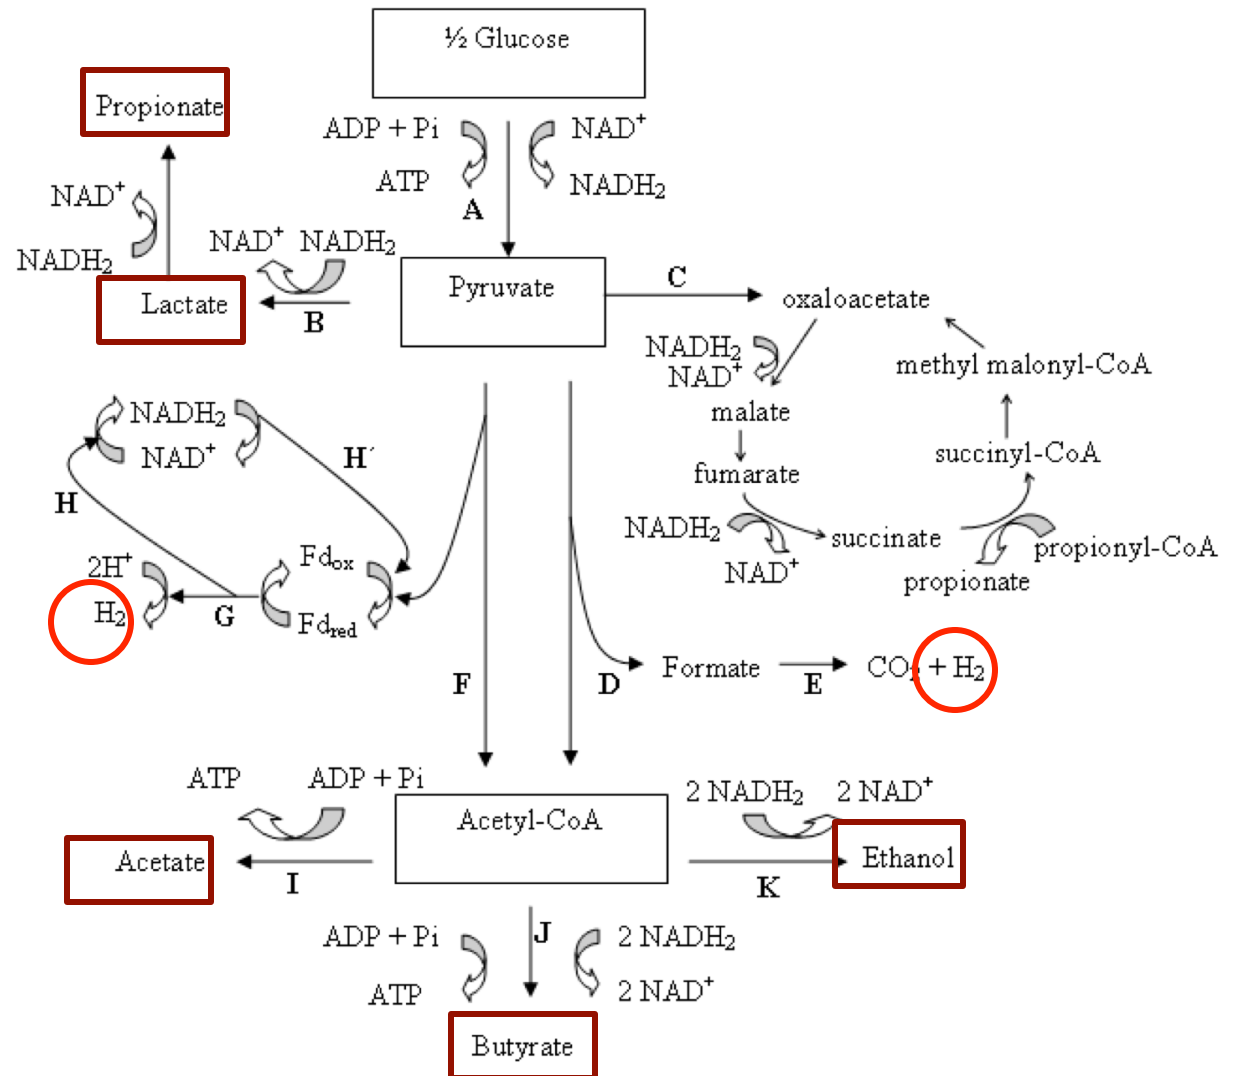 ½ Glucose
Propionate
ADP + Pi
NAD⁺
ATP
NADH₂
A
NAD⁺
NADH₂
NAD⁺ NADH₂
Lactate
B
Pyruvate
C
oxaloacetate
NADH₂
NAD⁺
methyl malonyl-CoA
malate
NADH₂
NAD⁺
H´
H
fumarate
succinyl-CoA
NADH₂
NAD⁺
succinate
propionyl-CoA
propionate
2H⁺
H₂
G
Fdox
Fdred
F
D
Formate
E
CO₂ + H₂
ATP
ADP + Pi
Acetyl-CoA
2 NADH₂
2 NAD⁺
Acetate
I
Ethanol
K
J
ADP + Pi
2 NADH₂
ATP
2 NAD⁺
Butyrate